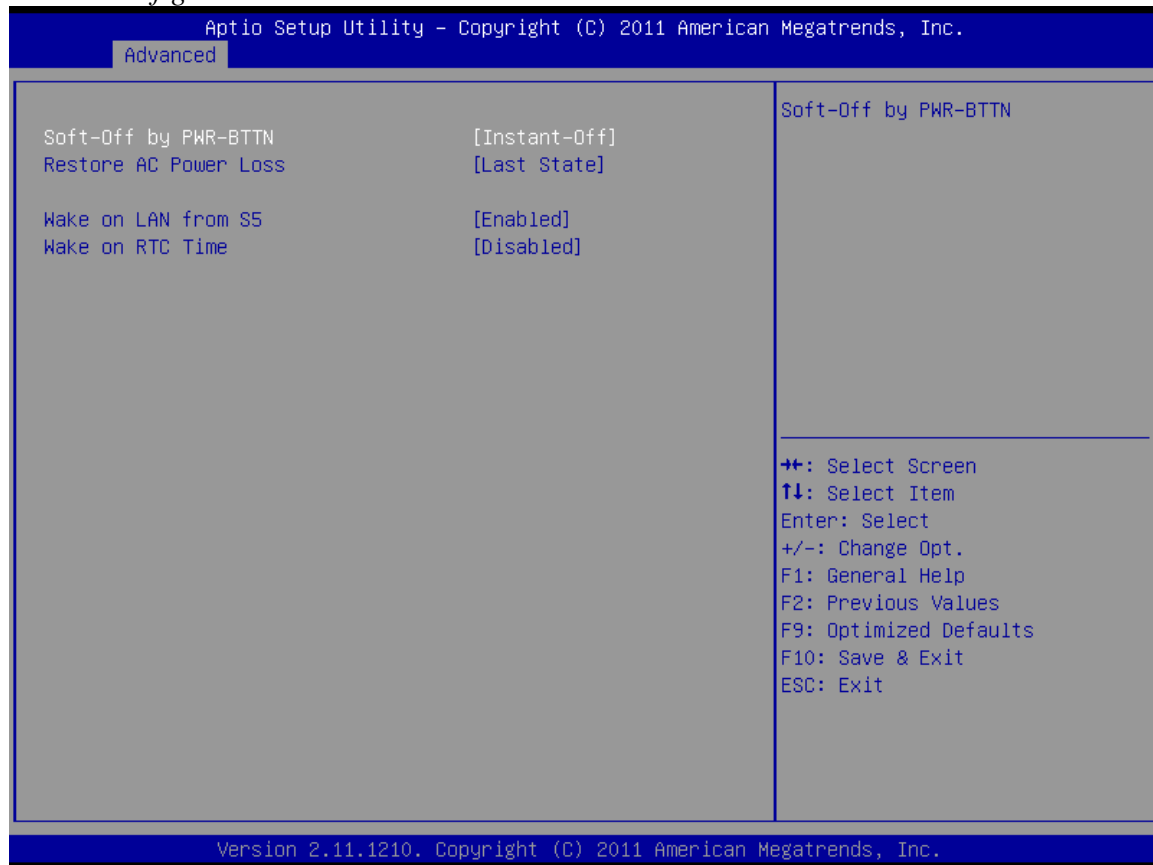 Aptio Setup Utility – Copyright (C) 2011 American Megatrends, Inc.
Advanced
Soft-Off by PWR-BTTN [Instant-Off]
Restore AC Power Loss [Last State]
Wake on LAN from S5 [Enabled]
Wake on RTC Time [Disabled]
Soft-Off by PWR-BTTN
→←: Select Screen
↑↓: Select Item
Enter: Select
+/-: Change Opt.
F1: General Help
F2: Previous Values
F9: Optimized Defaults
F10: Save & Exit
ESC: Exit
Version 2.11.1210. Copyright (C) 2011 American Megatrends, Inc.